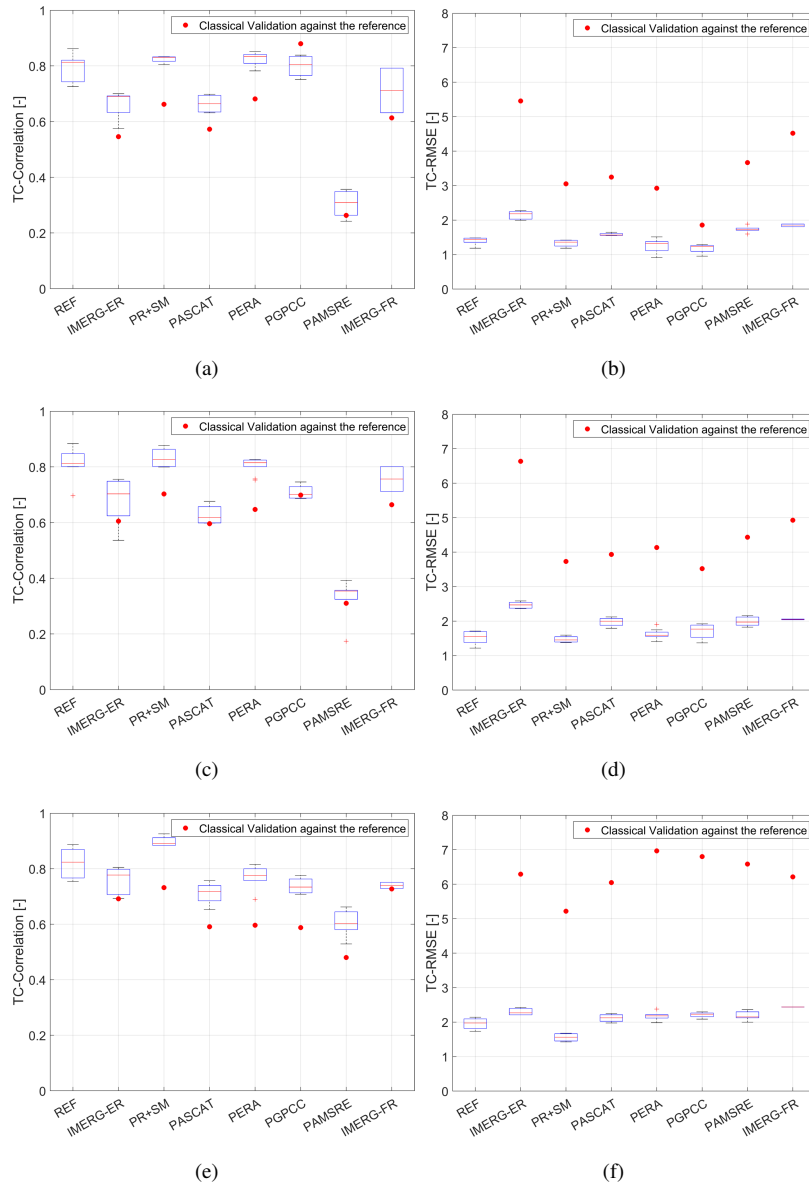 Classical Validation against the reference
TC-Correlation [-]
1
0.8
0.6
0.4
0.2
0
REF
IMERG-ER
PR+SM
PASCAT
PERA
PGPCC
PAMSRE
IMERG-FR
(a)
Classical Validation against the reference
TC-RMSE [-]
8
7
6
5
4
3
2
1
0
REF
IMERG-ER
PR+SM
PASCAT
PERA
PGPCC
PAMSRE
IMERG-FR
(b)
Classical Validation against the reference
TC-Correlation [-]
1
0.8
0.6
0.4
0.2
0
REF
IMERG-ER
PR+SM
PASCAT
PERA
PGPCC
PAMSRE
IMERG-FR
(c)
Classical Validation against the reference
TC-RMSE [-]
8
7
6
5
4
3
2
1
0
REF
IMERG-ER
PR+SM
PASCAT
PERA
PGPCC
PAMSRE
IMERG-FR
(d)
Classical Validation against the reference
TC-Correlation [-]
1
0.8
0.6
0.4
0.2
0
REF
IMERG-ER
PR+SM
PASCAT
PERA
PGPCC
PAMSRE
IMERG-FR
(e)
Classical Validation against the reference
TC-RMSE [-]
8
7
6
5
4
3
2
1
0
REF
IMERG-ER
PR+SM
PASCAT
PERA
PGPCC
PAMSRE
IMERG-FR
(f)